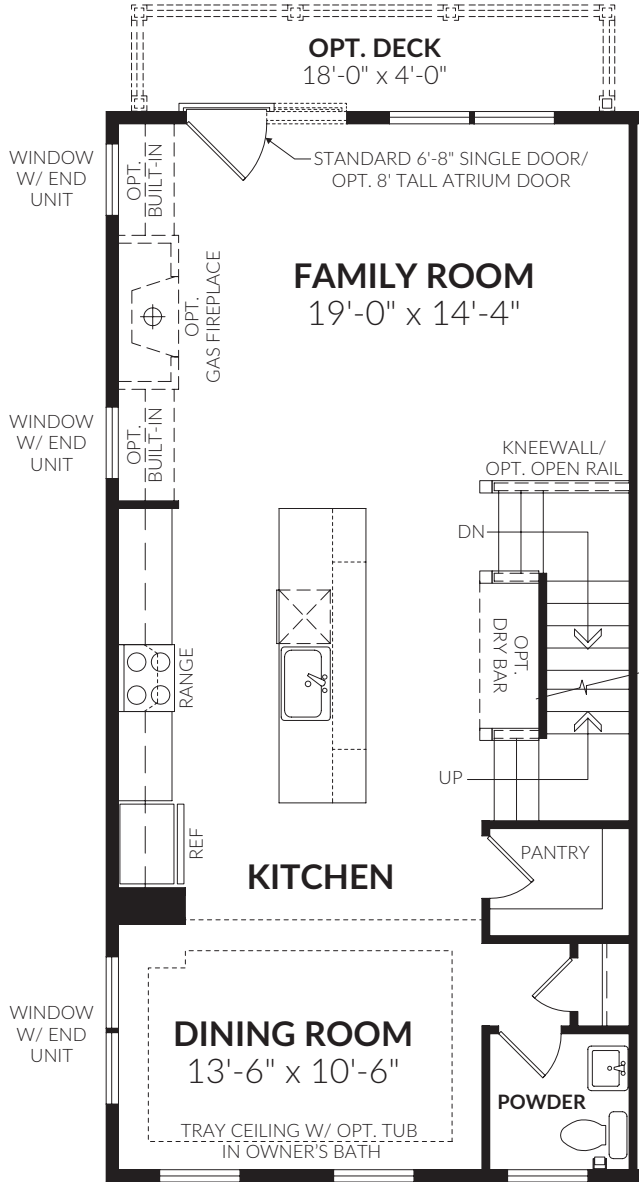 OPT. DECK
18'-0" x 4'-0"
WINDOW
W/ END
UNIT
OPT.
BUILT-IN
STANDARD 6'-8" SINGLE DOOR/
OPT. 8' TALL ATRIUM DOOR
FAMILY ROOM
19'-0" x 14'-4"
OPT.
GAS FIREPLACE
WINDOW
W/ END
UNIT
OPT.
BUILT-IN
KNEEWALL/
OPT. OPEN RAIL
DN
OPT.
DRY BAR
RANGE
UP
REF
KITCHEN
PANTRY
WINDOW
W/ END
UNIT
DINING ROOM
13'-6" x 10'-6"
POWDER
TRAY CEILING W/ OPT. TUB
IN OWNER'S BATH